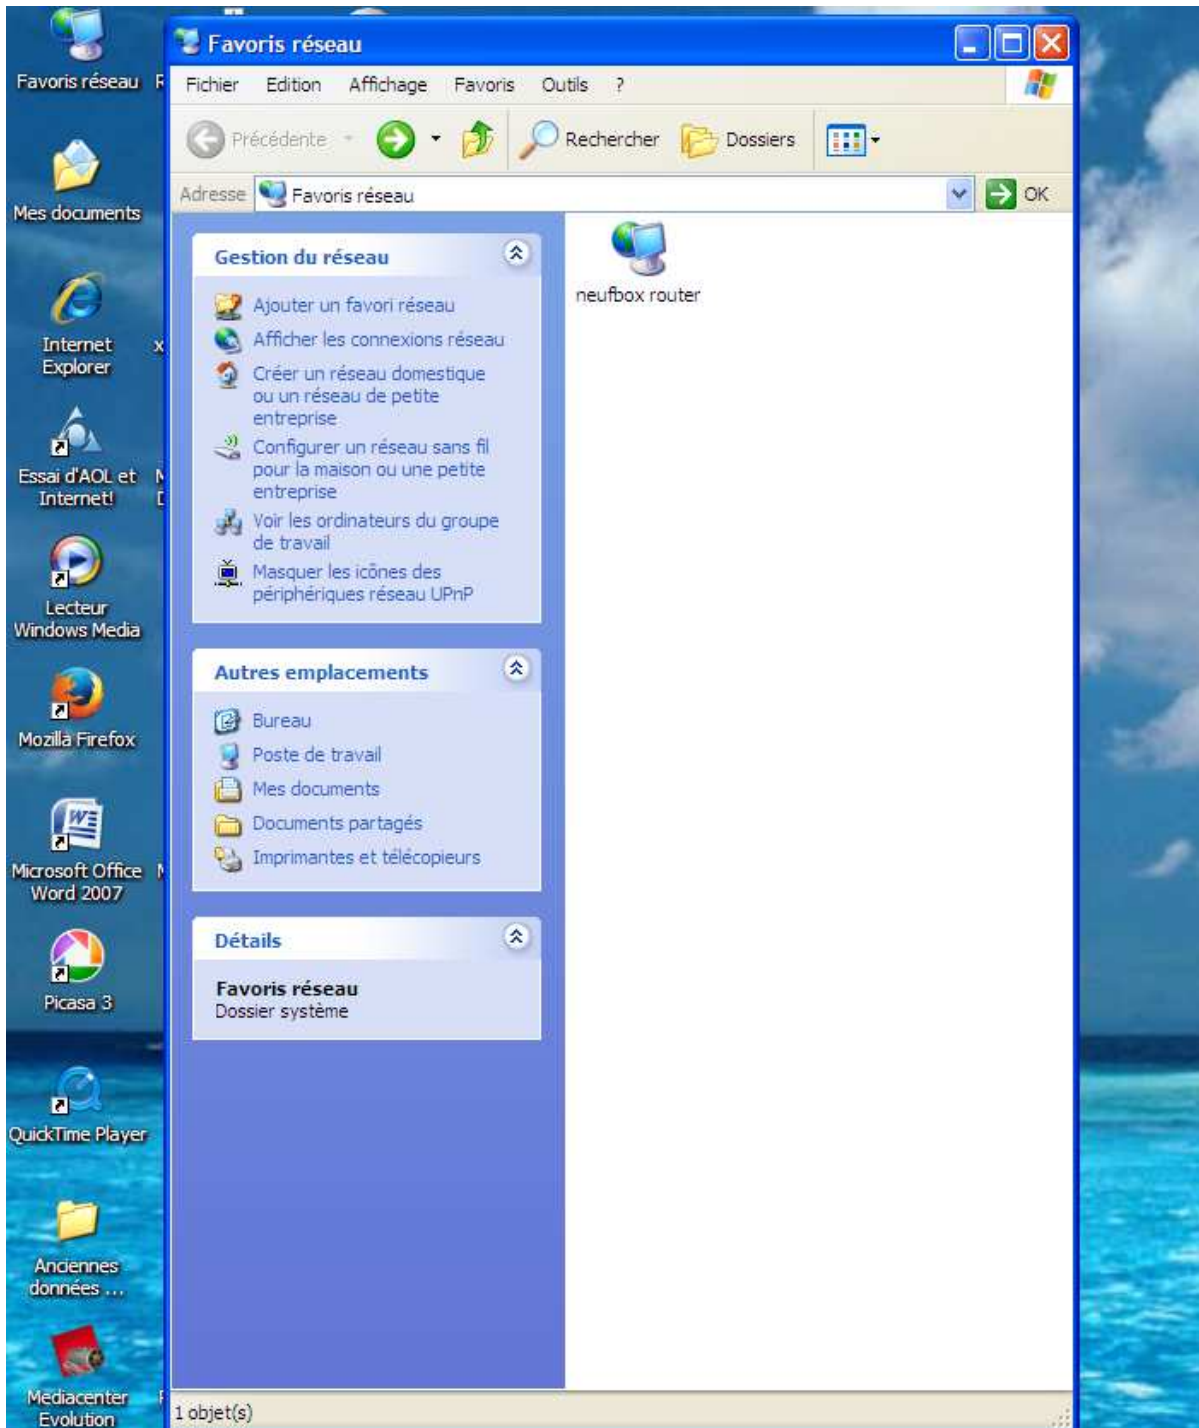 Favoris réseau
Mes documents
Internet
Explorer
Essai d'AOL et
Internet!
Lecteur
Windows Media
Mozilla Firefox
Microsoft Office
Word 2007
Picasa 3
QuickTime Player
Anciennes
données ...
Mediacenter
Evolution
Favoris réseau
Fichier Edition Affichage Favoris Outils ?
Précédente Rechercher Dossiers
Adresse Favoris réseau OK
Gestion du réseau
Ajouter un favori réseau
Afficher les connexions réseau
Créer un réseau domestique
ou un réseau de petite
entreprise
Configurer un réseau sans fil
pour la maison ou une petite
entreprise
Voir les ordinateurs du groupe
de travail
Masquer les icônes des
périphériques réseau UPnP
Autres emplacements
Bureau
Poste de travail
Mes documents
Documents partagés
Imprimantes et télécopieurs
Détails
Favoris réseau
Dossier système
neufbox router
1 objet(s)